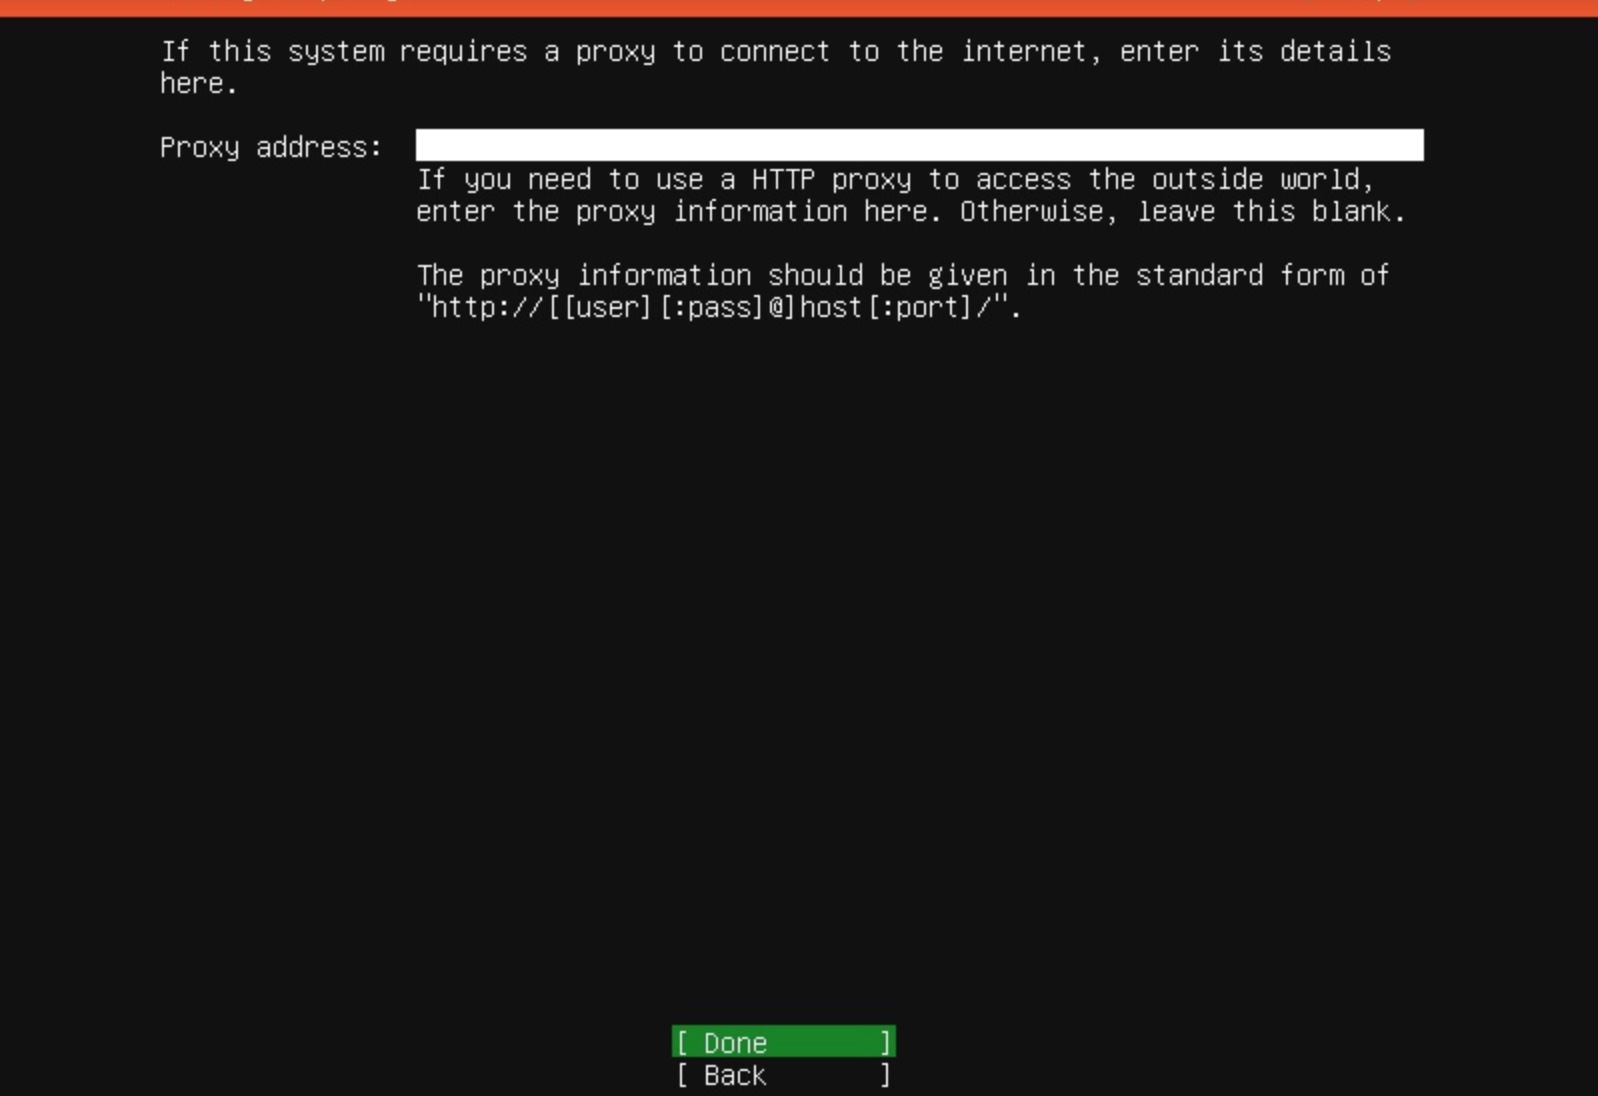 If this system requires a proxy to connect to the internet, enter its details
here.
Proxy address:
If you need to use a HTTP proxy to access the outside world,
enter the proxy information here. Otherwise, leave this blank.
The proxy information should be given in the standard form of
"http://[[user][:pass]@]host[:port]/".
[ Done ]
[ Back ]